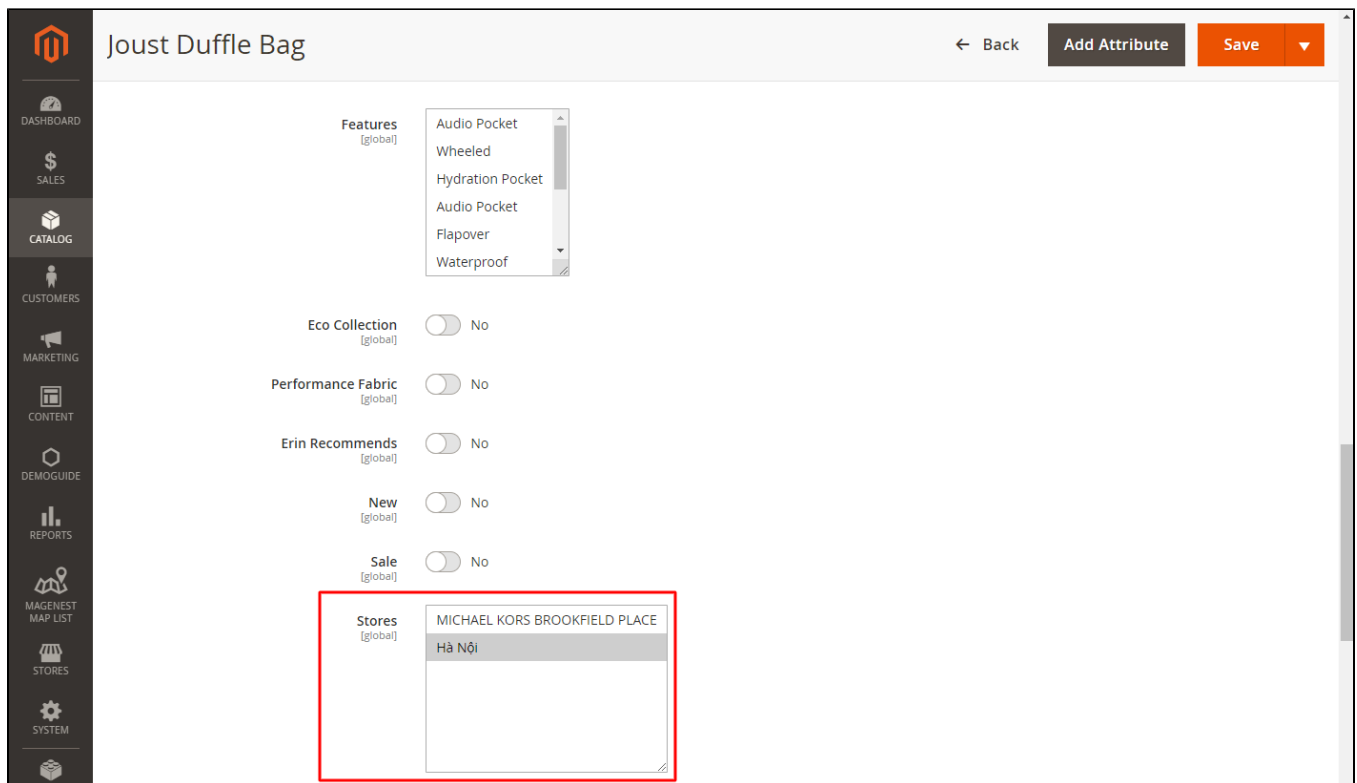 Joust Duffle Bag
← Back
Add Attribute
Save
DASHBOARD
SALES
CATALOG
CUSTOMERS
MARKETING
CONTENT
DEMOGUIDE
REPORTS
MAGENEST
MAP LIST
STORES
SYSTEM
Features
[global]
Audio Pocket
Wheeled
Hydration Pocket
Audio Pocket
Flapover
Waterproof
Eco Collection
[global]
No
Performance Fabric
[global]
No
Erin Recommends
[global]
No
New
[global]
No
Sale
[global]
No
Stores
[global]
MICHAEL KORS BROOKFIELD PLACE
Hà Nội